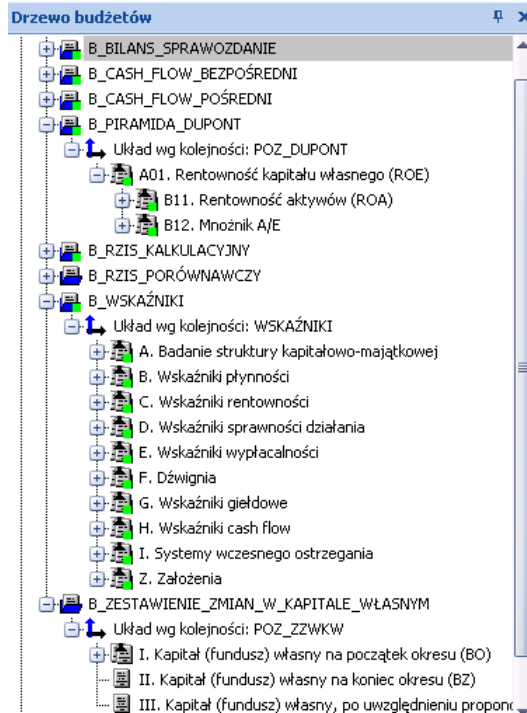 Drzewo budżetów
B_BILANS_SPRAWOZDANIE
B_CASH_FLOW_BEZPOŚREDNI
B_CASH_FLOW_POŚREDNI
B_PIRAMIDA_DUPONT
Układ wg kolejności: POZ_DUPONT
A01. Rentowność kapitału własnego (ROE)
B11. Rentowność aktywów (ROA)
B12. Mnożnik A/E
B_RZIS_KALKULACYJNY
B_RZIS_PORÓWNAWCZY
B_WSKAŹNIKI
Układ wg kolejności: WSKAŹNIKI
A. Badanie struktury kapitałowo-majątkowej
B. Wskaźniki płynności
C. Wskaźniki rentowności
D. Wskaźniki sprawności działania
E. Wskaźniki wypłacalności
F. Dźwignia
G. Wskaźniki giełdowe
H. Wskaźniki cash flow
I. Systemy wczesnego ostrzegania
Z. Założenia
B_ZESTAWIENIE_ZMIAN_W_KAPITALE_WŁASNYM
Układ wg kolejności: POZ_ZZWKW
I. Kapitał (fundusz) własny na początek okresu (BO)
II. Kapitał (fundusz) własny na koniec okresu (BZ)
III. Kapitał (fundusz) własny, po uwzględnieniu propono